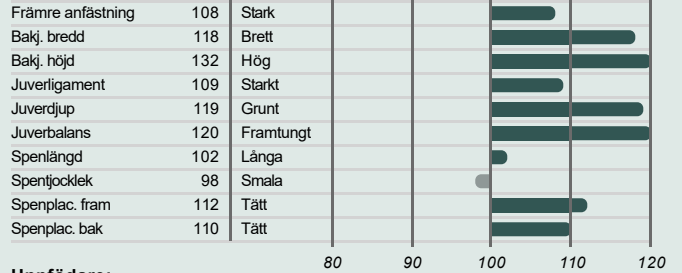 Främre anfästning 108 Stark
Bakj. bredd 118 Brett
Bakj. höjd 132 Hög
Juverligament 109 Starkt
Juverdjup 119 Grunt
Juverbalans 120 Framtungt
Spenlängd 102 Långa
Spentjocklek 98 Smala
Spenplac. fram 112 Tätt
Spenplac. bak 110 Tätt
80 90 100 110 120